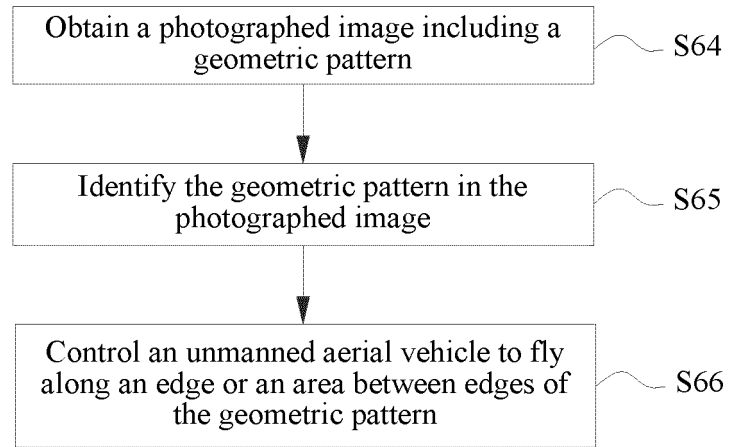 Obtain a photographed image including a
geometric pattern
S64
Identify the geometric pattern in the
photographed image
S65
Control an unmanned aerial vehicle to fly
along an edge or an area between edges of
the geometric pattern
S66